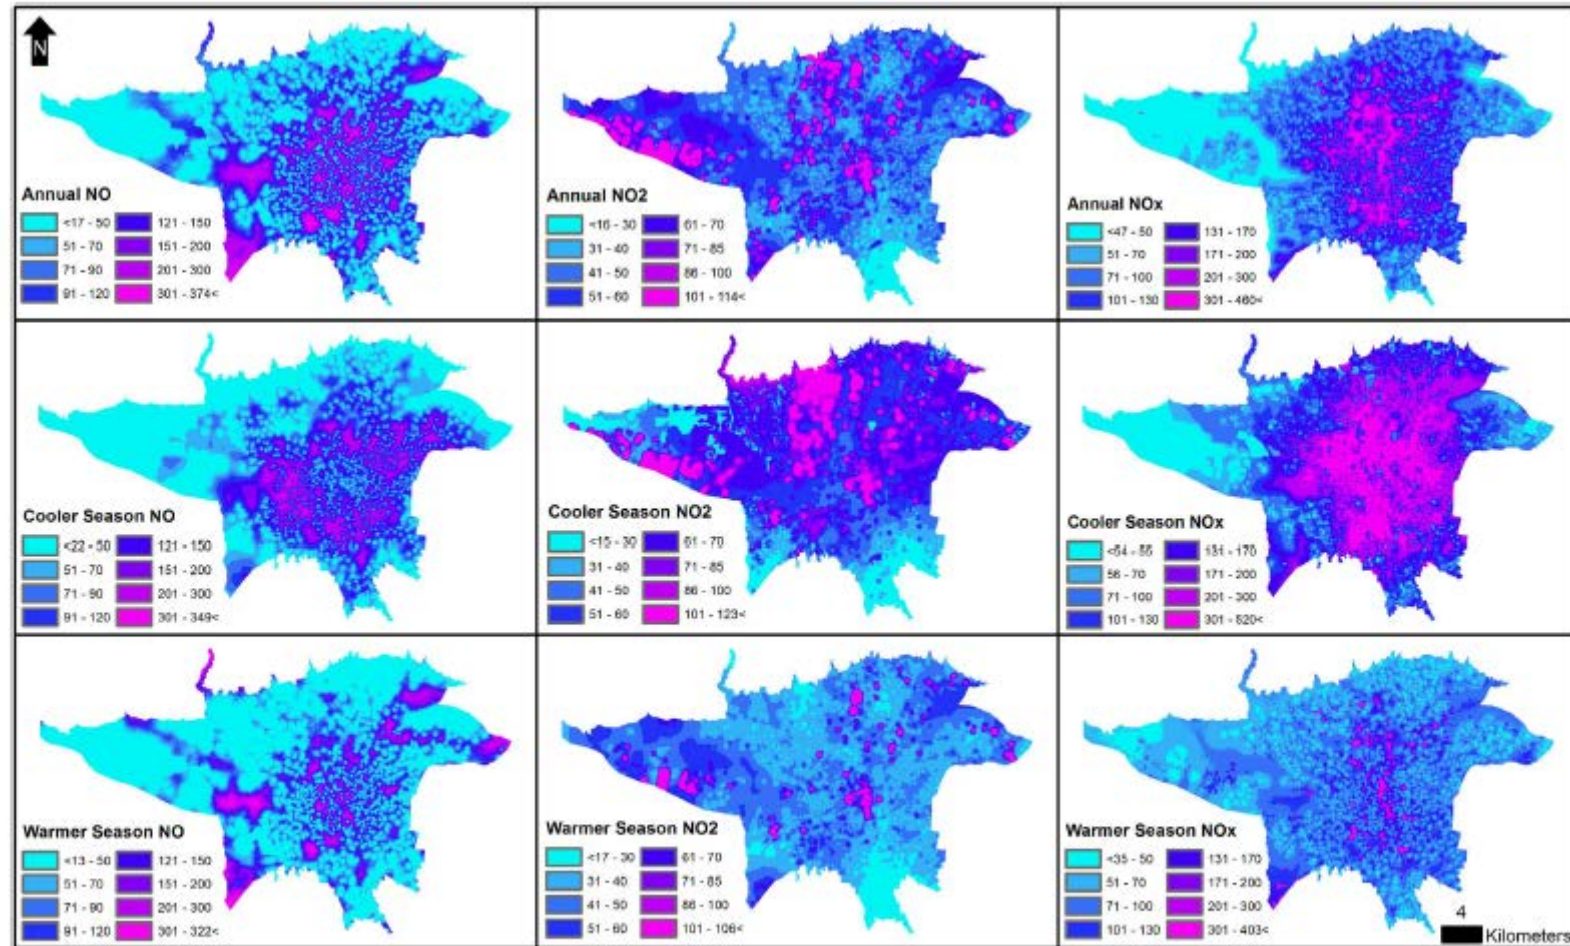 N
Annual NO
<17 - 50 121 - 150
51 - 70 151 - 200
71 - 90 201 - 300
91 - 120 301 - 374<
Annual NO2
<16 - 30 61 - 70
31 - 40 71 - 85
41 - 50 86 - 100
51 - 60 101 - 114<
Annual NOx
<47 - 50 131 - 170
51 - 70 171 - 200
71 - 100 201 - 300
101 - 130 301 - 460<
Cooler Season NO
<22 - 50 121 - 150
51 - 70 151 - 200
71 - 90 201 - 300
91 - 120 301 - 349<
Cooler Season NO2
<15 - 30 61 - 70
31 - 40 71 - 85
41 - 50 86 - 100
51 - 60 101 - 123<
Cooler Season NOx
<54 - 55 131 - 170
56 - 70 171 - 200
71 - 100 201 - 300
101 - 130 301 - 520<
Warmer Season NO
<13 - 50 121 - 150
51 - 70 151 - 200
71 - 90 201 - 300
91 - 120 301 - 322<
Warmer Season NO2
<17 - 30 61 - 70
31 - 40 71 - 85
41 - 50 86 - 100
51 - 60 101 - 106<
Warmer Season NOx
<35 - 50 131 - 170
51 - 70 171 - 200
71 - 100 201 - 300
101 - 130 301 - 403<
4
Kilometers